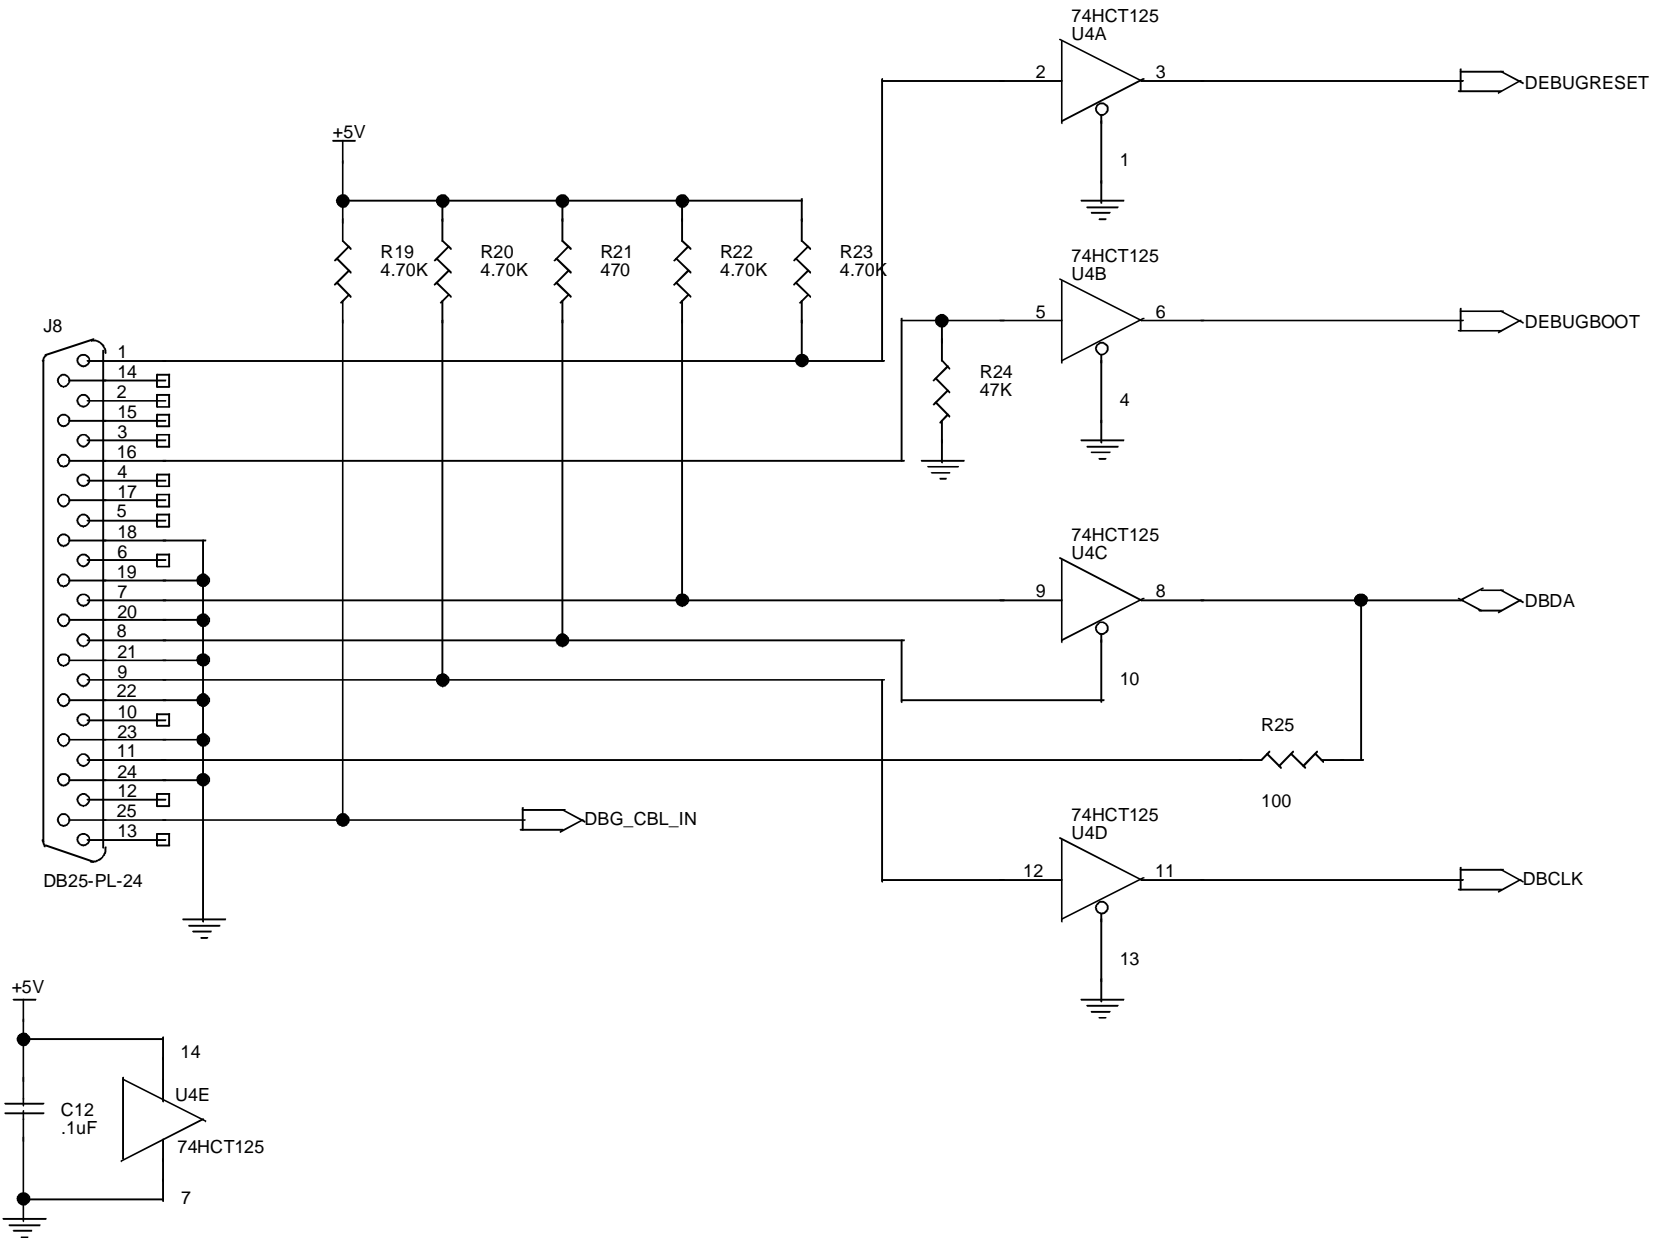 74HCT125
U4A
2
3
DEBUGRESET
1
+5V
R19
4.70K
R20
4.70K
R21
470
R22
4.70K
R23
4.70K
74HCT125
U4B
5
6
DEBUGBOOT
4
R24
47K
J8
1
14
2
15
3
16
4
17
5
18
6
19
7
20
8
21
9
22
10
23
11
24
12
25
13
DB25-PL-24
74HCT125
U4C
9
8
DBDA
10
R25
100
DBG_CBL_IN
74HCT125
U4D
12
11
DBCLK
13
+5V
14
U4E
C12
.1uF
74HCT125
7